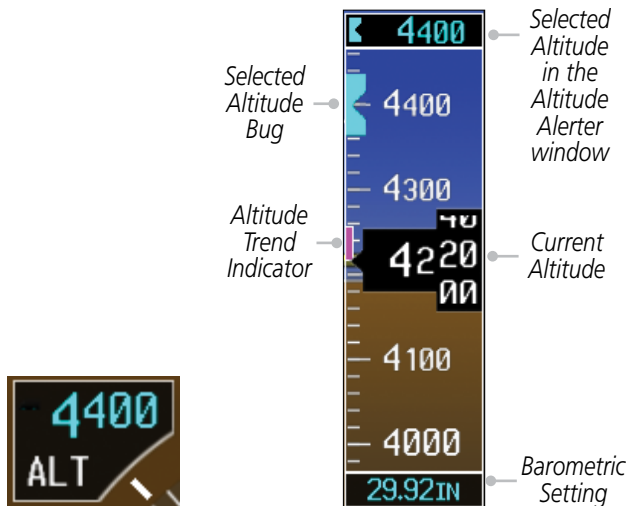 4400
Selected
Altitude
in the
Altitude
Alerter
window
Selected
Altitude
Bug
4400
4300
Altitude
Trend
Indicator
40
4220
00
Current
Altitude
4100
4000
29.92IN
Barometric
Setting
4400
ALT